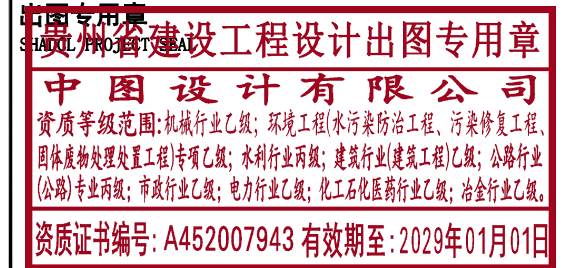 出图专用章
SHADCL PROJECT SEAL
贵州省建设工程设计出图专用章
中图设计有限公司
资质等级范围:机械行业乙级；环境工程(水污染防治工程、污染修复工程、
固体废物处理处置工程)专项乙级；水利行业丙级；建筑行业(建筑工程)乙级；公路行业
(公路)专业丙级；市政行业乙级；电力行业乙级；化工石化医药行业乙级；冶金行业乙级。
资质证书编号: A452007943 有效期至:2029年01月01日